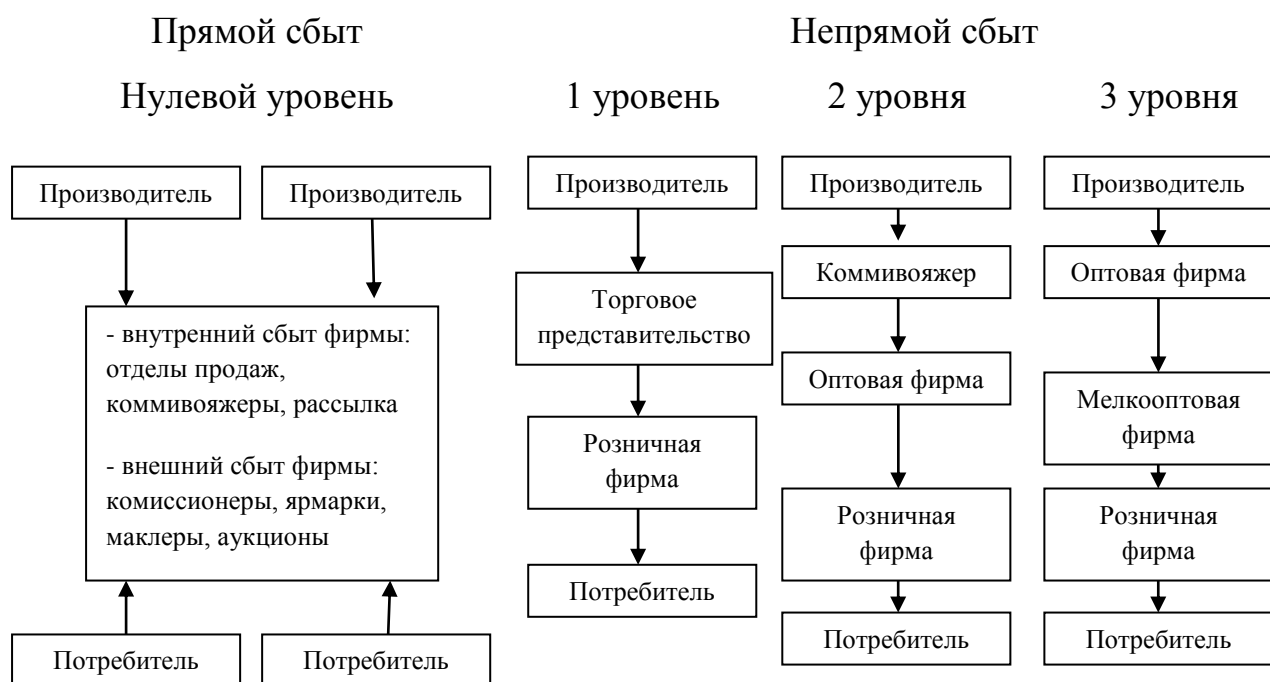 Прямой сбыт
Непрямой сбыт
Нулевой уровень
1 уровень
2 уровня
3 уровня
Производитель
Производитель
- внутренний сбыт фирмы:
отделы продаж,
коммивояжеры, рассылка
- внешний сбыт фирмы:
комиссионеры, ярмарки,
маклеры, аукционы
Потребитель
Потребитель
Производитель
Торговое
представительство
Розничная
фирма
Потребитель
Производитель
Коммивояжер
Оптовая фирма
Розничная
фирма
Потребитель
Производитель
Оптовая фирма
Мелкооптовая
фирма
Розничная
фирма
Потребитель